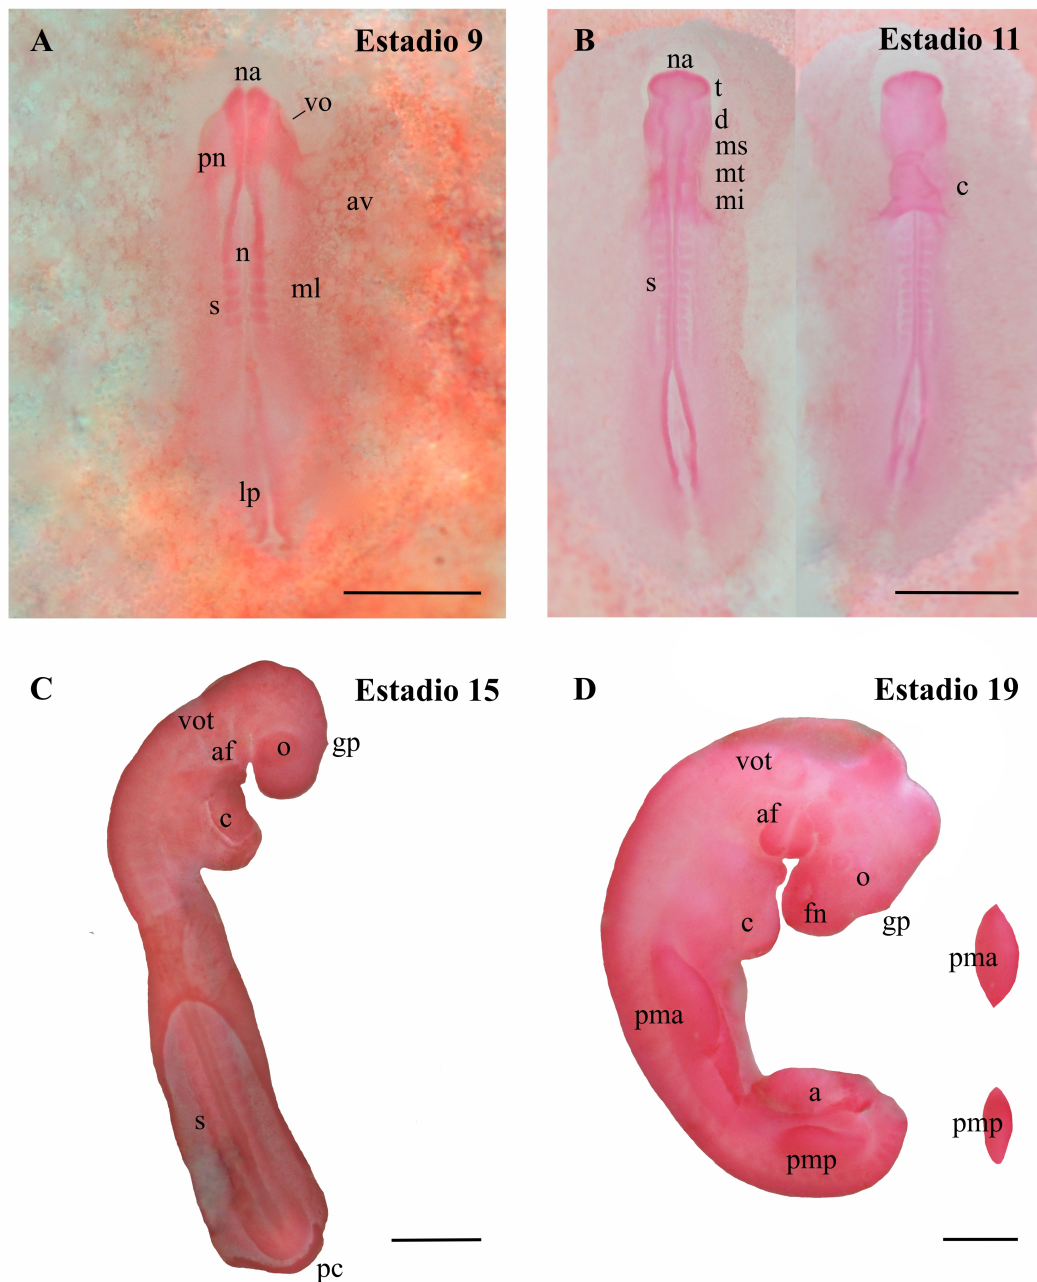 A
Estadio 9
na
vo
pn
av
n
ml
s
lp
B
Estadio 11
na
t
d
ms
mt
mi
c
s
C
Estadio 15
vot
af
o
gp
c
s
pc
D
Estadio 19
vot
af
o
fn
gp
c
pma
pma
a
pmp
pmp